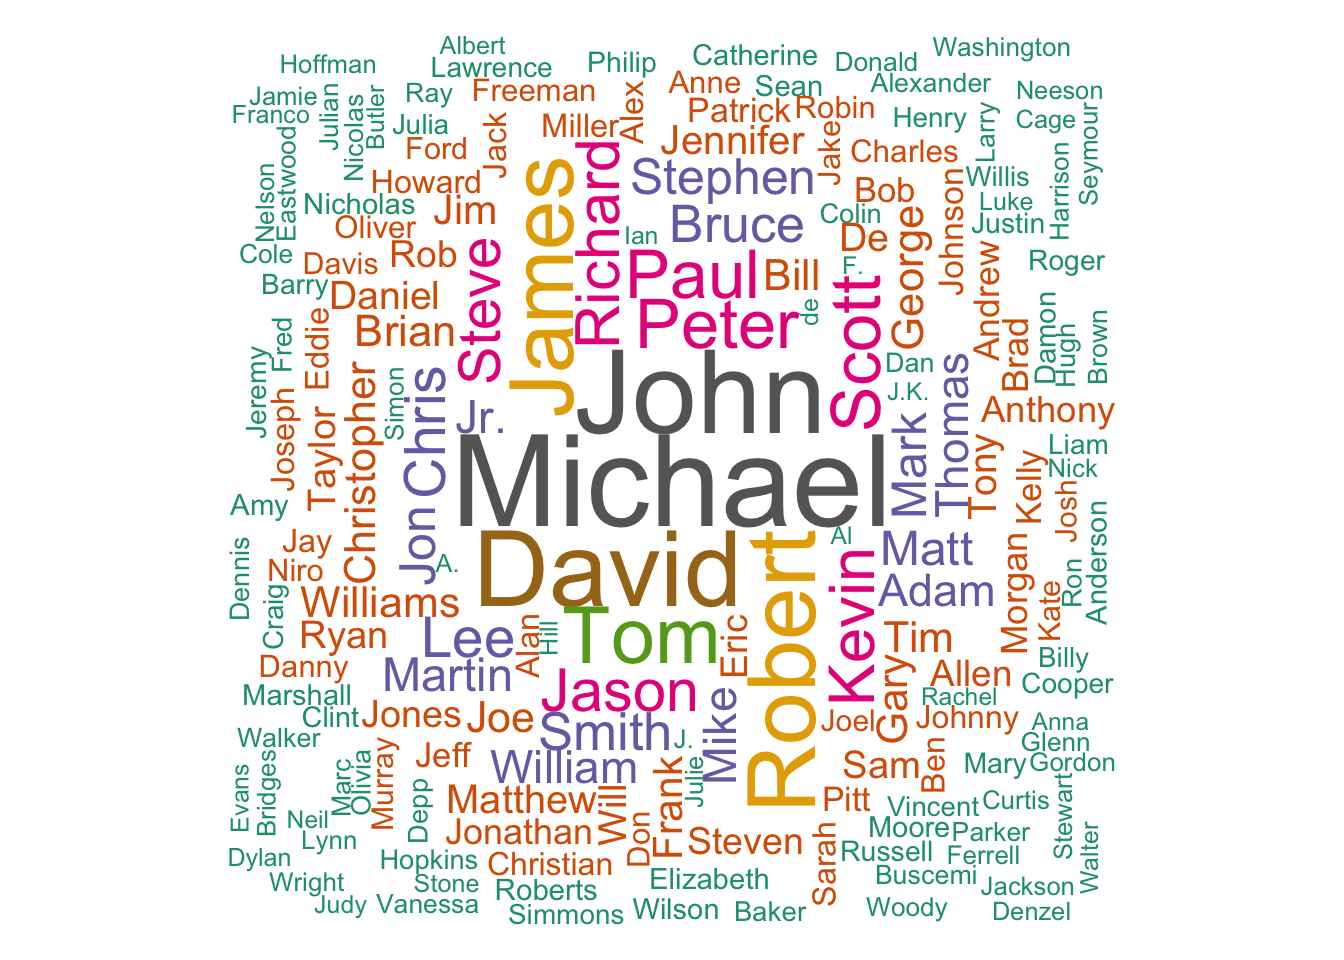 Albert
Washington
Hoffman
Lawrence
Philip
Catherine
Donald
Jamie
Julian
Ray
Freeman
Anne
Sean
Alexander
Neeson
Franco
Nicolas
Butler
Julia
Jack
Miller
Alex
Patrick
Robin
Henry
Larry
Cage
Ford
Jennifer
Jake
Charles
Seymour
Nelson
Eastwood
Howard
James
Richard
Stephen
Bob
Johnson
Willis
Harrison
Nicholas
Jim
Bruce
Colin
Luke
Oliver
Justin
Cole
Davis
Rob
Steve
Ian
De
George
Andrew
Roger
Barry
Daniel
Paul
Bill
F.
Scott
Brian
Peter
de
Brad
Damon
Hugh
Brown
Jeremy
Fred
Eddie
Simon
Chris
John
Dan
J.K.
Thomas
Joseph
Taylor
Christopher
Jr.
Mark
Anthony
Michael
Tony
Kelly
Liam
Nick
Josh
Amy
Jon
Anderson
Dennis
Jay
A.
David
Robert
Al
Kevin
Matt
Morgan
Ron
Niro
Adam
Kate
Craig
Williams
Ryan
Lee
Alan
Hill
Tom
Eric
Tim
Danny
Martin
Gary
Allen
Billy
Marshall
Jason
Rachel
Cooper
Clint
Jones
Joe
Smith
J.
Mike
Joel
Johnny
Anna
Walker
Jeff
William
Glenn
Evans
Bridges
Marc
Olivia
Murray
Depp
Julie
Sam
Ben
Mary
Gordon
Neil
Matthew
Will
Frank
Pitt
Vincent
Curtis
Stewart
Lynn
Jonathan
Don
Steven
Sarah
Moore
Parker
Walter
Dylan
Hopkins
Christian
Russell
Ferrell
Wright
Stone
Roberts
Elizabeth
Buscemi
Jackson
Judy
Vanessa
Simmons
Wilson
Baker
Woody
Denzel